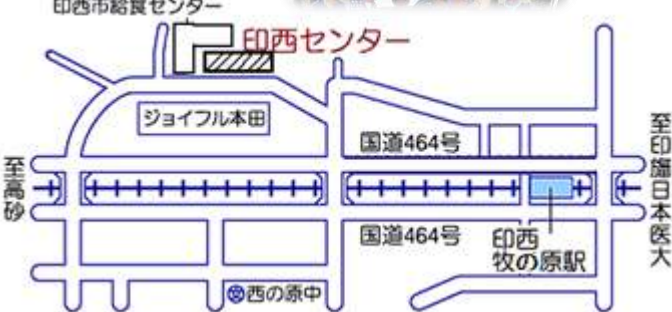 印西市給食センター
印西センター
ジョイフル本田
国道464号
至高砂
至印旛日本医大
国道464号
印西
牧の原駅
文西の原中